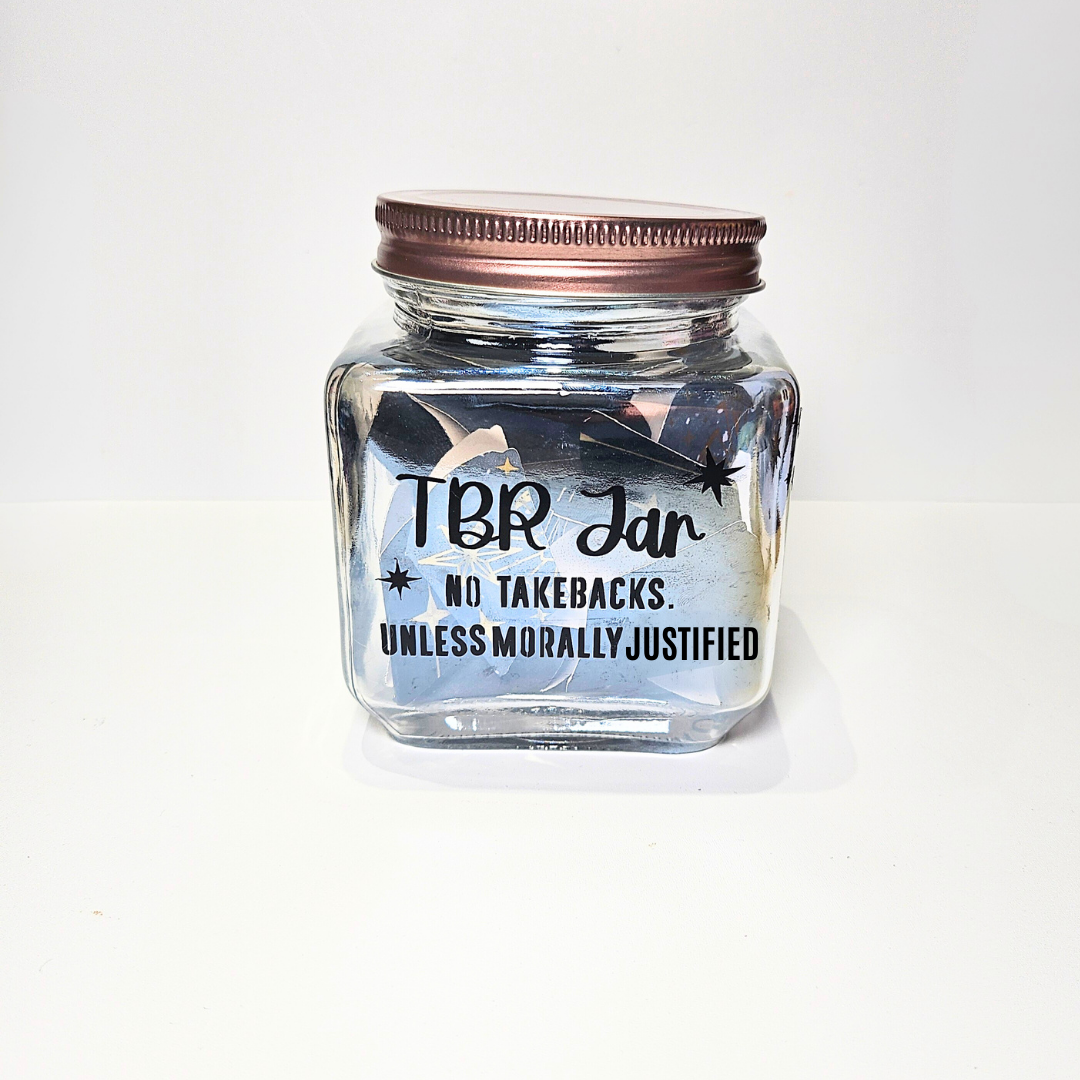 TBR Jar
NO TAKEBACKS.
UNLESS MORALLY JUSTIFIED